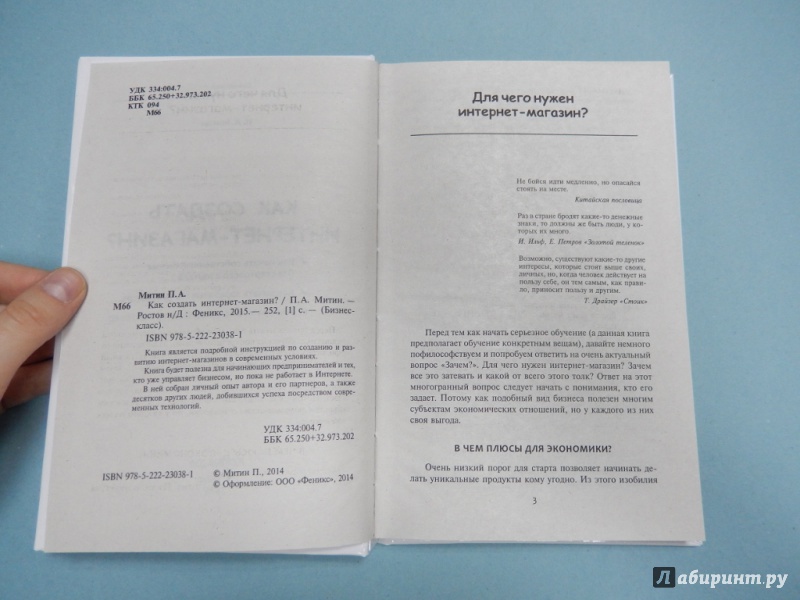 УДК 334:004.7
ББК 65.250+32.973.202
КТК 094
М66
Митин П.А.
М66 Как создать интернет-магазин? / П.А. Митин. –
Ростов н/Д : Феникс, 2015.— 252, [1] с. — (Бизнес-
класс).
ISBN 978-5-222-23038-1
Книга является подробной инструкцией по созданию и раз-
витию интернет-магазинов в современных условиях.
Книга будет полезна для начинающих предпринимателей и тех,
кто уже управляет бизнесом, но пока не работает в Интернете.
В ней собран личный опыт автора и его партнеров, а также
десятков других людей, добившихся успеха посредством совре-
менных технологий.
УДК 334:004.7
ББК 65.250+32.973.202
ISBN 978-5-222-23038-1
© Митин П., 2014
© Оформление: ООО «Феникс», 2014
Для чего нужен
интернет-магазин?
Не бойся идти медленно, но опасайся
стоять на месте.
Китайская пословица
Раз в стране бродят какие-то денежные
знаки, то должны же быть люди, у кото-
рых их много.
И. Ильф, Е. Петров «Золотой теленок»
Возможно, существуют какие-то другие
интересы, которые стоят выше своих,
личных, но, когда человек действует на
пользу себе, он тем самым, как прави-
ло, приносит пользу и другим.
Т. Драйзер «Стоик»
Перед тем как начать серьезное обучение (а данная книга
предполагает обучение конкретным вещам), давайте немного
пофилософствуем и попробуем ответить на очень актуальный
вопрос «Зачем?». Для чего нужен интернет-магазин? Зачем
все это затевать и какой от всего этого толк? Ответ на этот
многогранный вопрос следует начать с понимания, кто его
задает. Потому как подобный вид бизнеса полезен многим
субъектам экономических отношений, но у каждого из них
своя выгода.
В ЧЕМ ПЛЮСЫ ДЛЯ ЭКОНОМИКИ?
Очень низкий порог для старта позволяет начинать де-
лать уникальные продукты кому угодно. Из этого изобилия
3
Лабиринт.ру